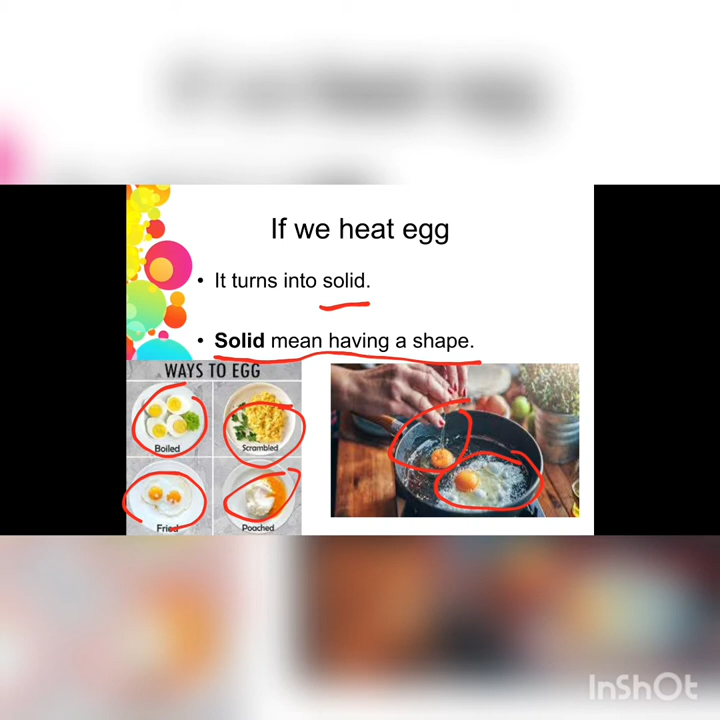 If we heat egg
• It turns into solid.
• Solid mean having a shape.
WAYS TO EGG
Boiled
Scrambled
Fried
Poached
InShOt